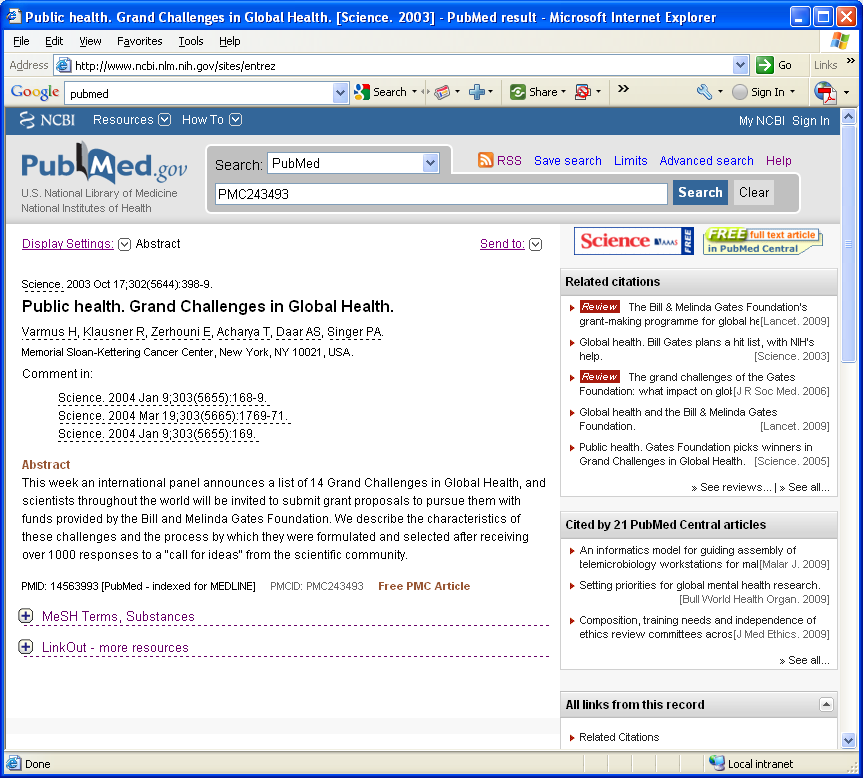 Public health. Grand Challenges in Global Health. [Science. 2003] - PubMed result - Microsoft Internet Explorer
File Edit View Favorites Tools Help
Address http://www.ncbi.nlm.nih.gov/sites/entrez Go Links »
Google pubmed Search Share » Sign In
NCBI Resources How To My NCBI Sign In
PubMed.gov
U.S. National Library of Medicine
National Institutes of Health
Search: PubMed RSS Save search Limits Advanced search Help
PMC243493 Search Clear
Display Settings: Abstract Send to:
Science. 2003 Oct 17;302(5644):398-9.
Public health. Grand Challenges in Global Health.
Varmus H, Klausner R, Zerhouni E, Acharya T, Daar AS, Singer PA.
Memorial Sloan-Kettering Cancer Center, New York, NY 10021, USA.
Comment in:
Science. 2004 Jan 9;303(5655):168-9.
Science. 2004 Mar 19;303(5665):1769-71.
Science. 2004 Jan 9;303(5655):169.
Abstract
This week an international panel announces a list of 14 Grand Challenges in Global Health, and
scientists throughout the world will be invited to submit grant proposals to pursue them with
funds provided by the Bill and Melinda Gates Foundation. We describe the characteristics of
these challenges and the process by which they were formulated and selected after receiving
over 1000 responses to a "call for ideas" from the scientific community.
PMID: 14563993 [PubMed - indexed for MEDLINE] PMCID: PMC243493 Free PMC Article
MeSH Terms, Substances
LinkOut - more resources
Science AAAS FREE
FREE full text article
in PubMed Central
Related citations
Review The Bill & Melinda Gates Foundation's
grant-making programme for global he[Lancet. 2009]
Global health. Bill Gates plans a hit list, with NIH's
help. [Science. 2003]
Review The grand challenges of the Gates
Foundation: what impact on glol[J R Soc Med. 2006]
Global health and the Bill & Melinda Gates
Foundation. [Lancet. 2009]
Public health. Gates Foundation picks winners in
Grand Challenges in Global Health. [Science. 2005]
» See reviews... | » See all...
Cited by 21 PubMed Central articles
An informatics model for guiding assembly of
telemicrobiology workstations for mal[Malar J. 2009]
Setting priorities for global mental health research.
[Bull World Health Organ. 2009]
Composition, training needs and independence of
ethics review committees acros[J Med Ethics. 2009]
» See all...
All links from this record
Related Citations
Done Local intranet